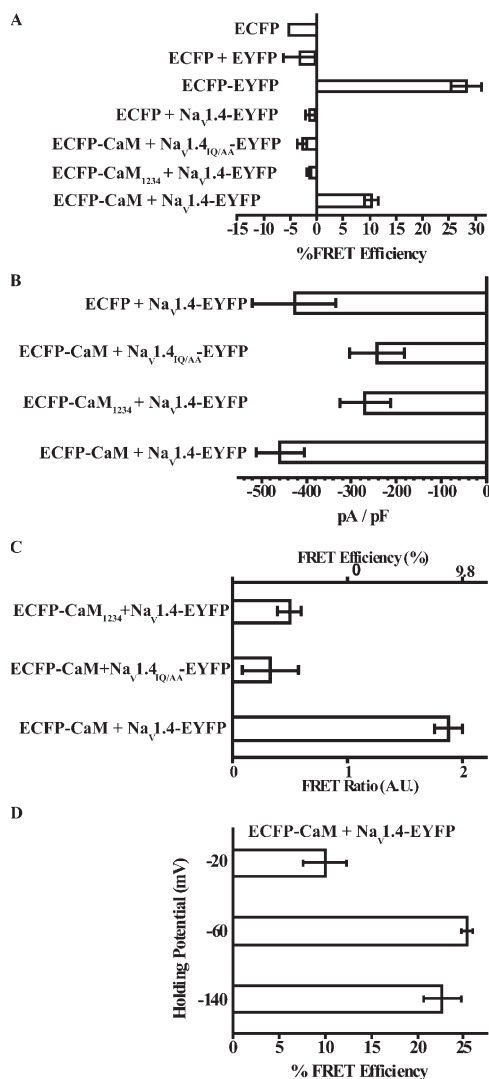 A
ECFP
ECFP + EYFP
ECFP-EYFP
ECFP + NaV1.4-EYFP
ECFP-CaM + NaV1.4IQ/AA-EYFP
ECFP-CaM1234 + NaV1.4-EYFP
ECFP-CaM + NaV1.4-EYFP
-15 -10 -5 0 5 10 15 20 25 30
%FRET Efficiency
B
ECFP + NaV1.4-EYFP
ECFP-CaM + NaV1.4IQ/AA-EYFP
ECFP-CaM1234 + NaV1.4-EYFP
ECFP-CaM + NaV1.4-EYFP
-500 -400 -300 -200 -100 0
pA / pF
C
FRET Efficiency (%)
0 9.8
ECFP-CaM1234+NaV1.4-EYFP
ECFP-CaM+NaV1.4IQ/AA-EYFP
ECFP-CaM + NaV1.4-EYFP
0 1 2
FRET Ratio (A.U.)
D
ECFP-CaM + NaV1.4-EYFP
Holding Potential (mV)
-20
-60
-140
0 5 10 15 20 25
% FRET Efficiency